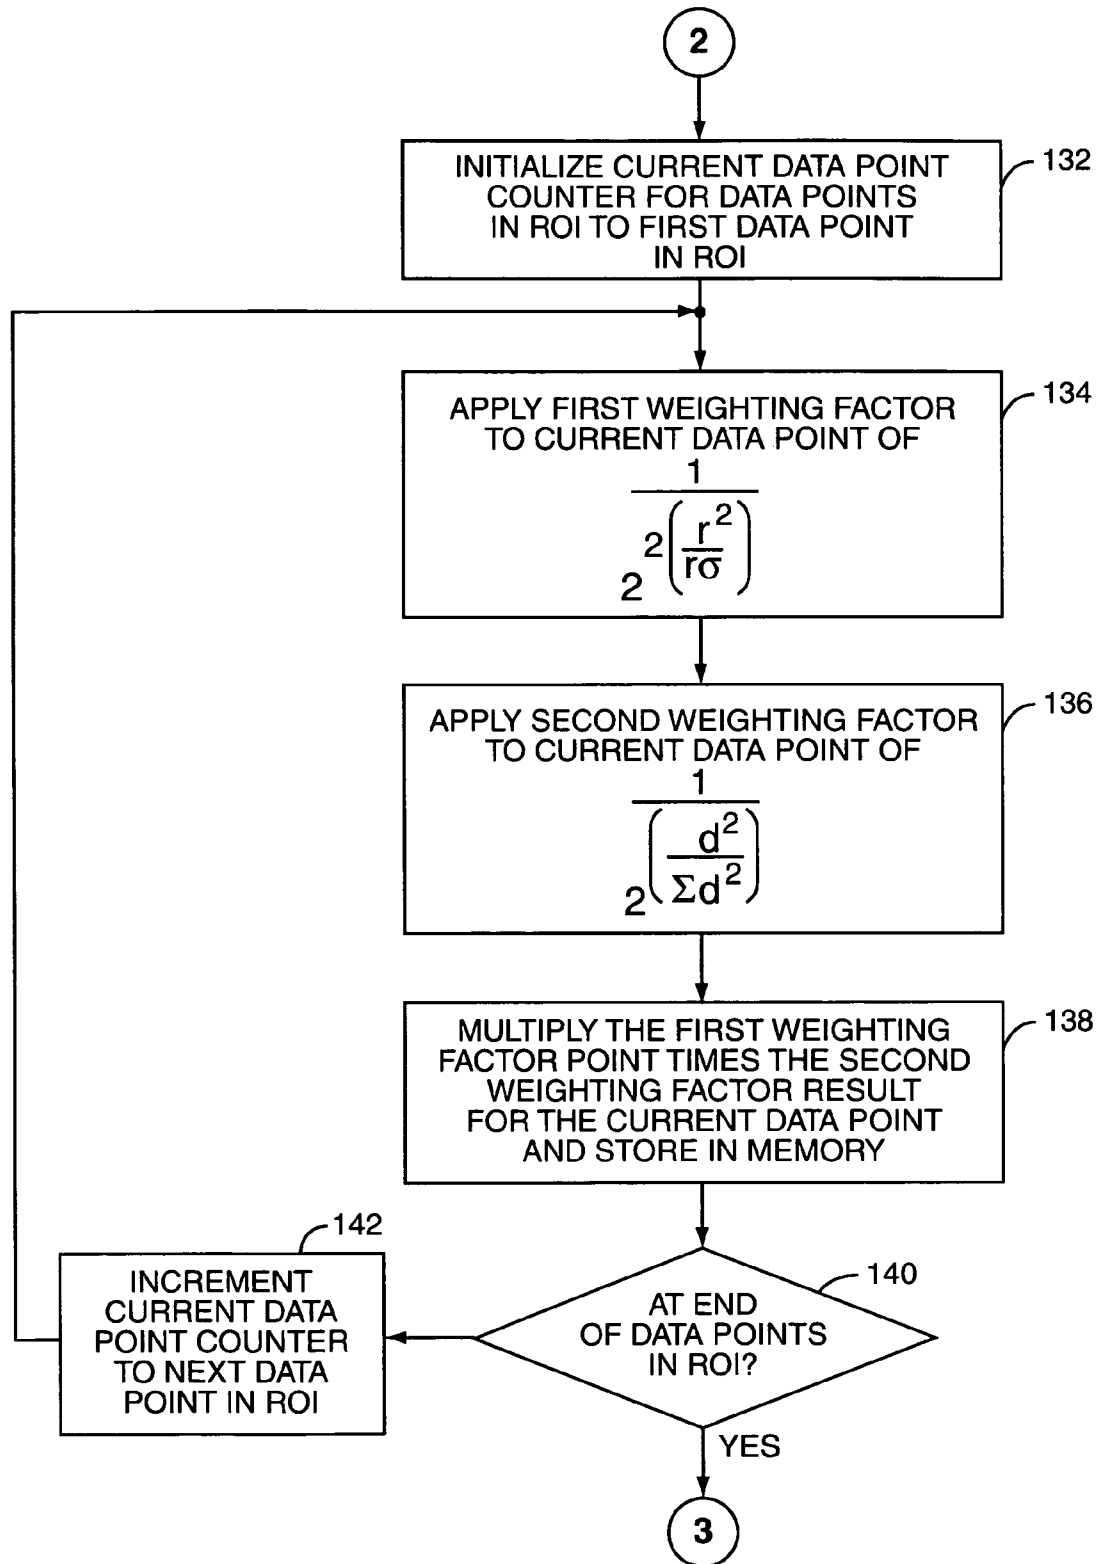 2
INITIALIZE CURRENT DATA POINT
COUNTER FOR DATA POINTS
IN ROI TO FIRST DATA POINT
IN ROI
132
APPLY FIRST WEIGHTING FACTOR
TO CURRENT DATA POINT OF
1
2^2(r^2/rσ)
134
APPLY SECOND WEIGHTING FACTOR
TO CURRENT DATA POINT OF
1
2^(d^2/Σd^2)
136
MULTIPLY THE FIRST WEIGHTING
FACTOR POINT TIMES THE SECOND
WEIGHTING FACTOR RESULT
FOR THE CURRENT DATA POINT
AND STORE IN MEMORY
138
AT END
OF DATA POINTS
IN ROI?
140
142
INCREMENT
CURRENT DATA
POINT COUNTER
TO NEXT DATA
POINT IN ROI
YES
3